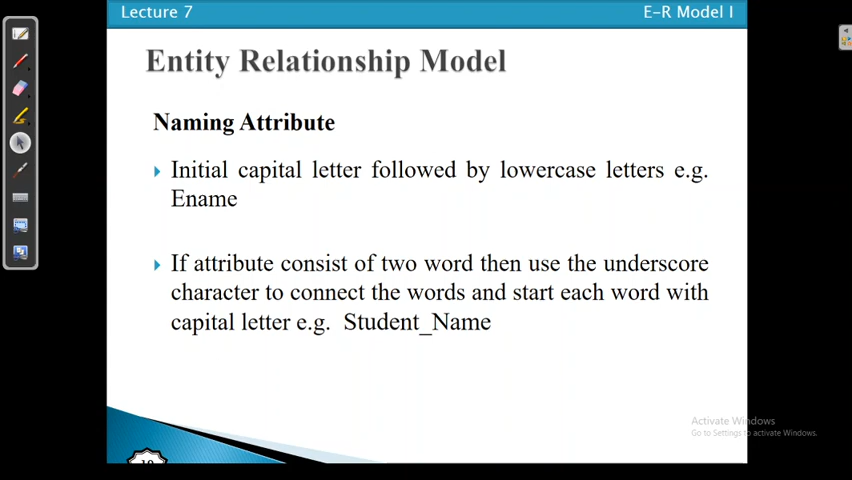 Lecture 7
E-R Model I
Entity Relationship Model
Naming Attribute
Initial capital letter followed by lowercase letters e.g.
Ename
If attribute consist of two word then use the underscore
character to connect the words and start each word with
capital letter e.g. Student_Name
Activate Windows
Go to Settings to activate Windows.